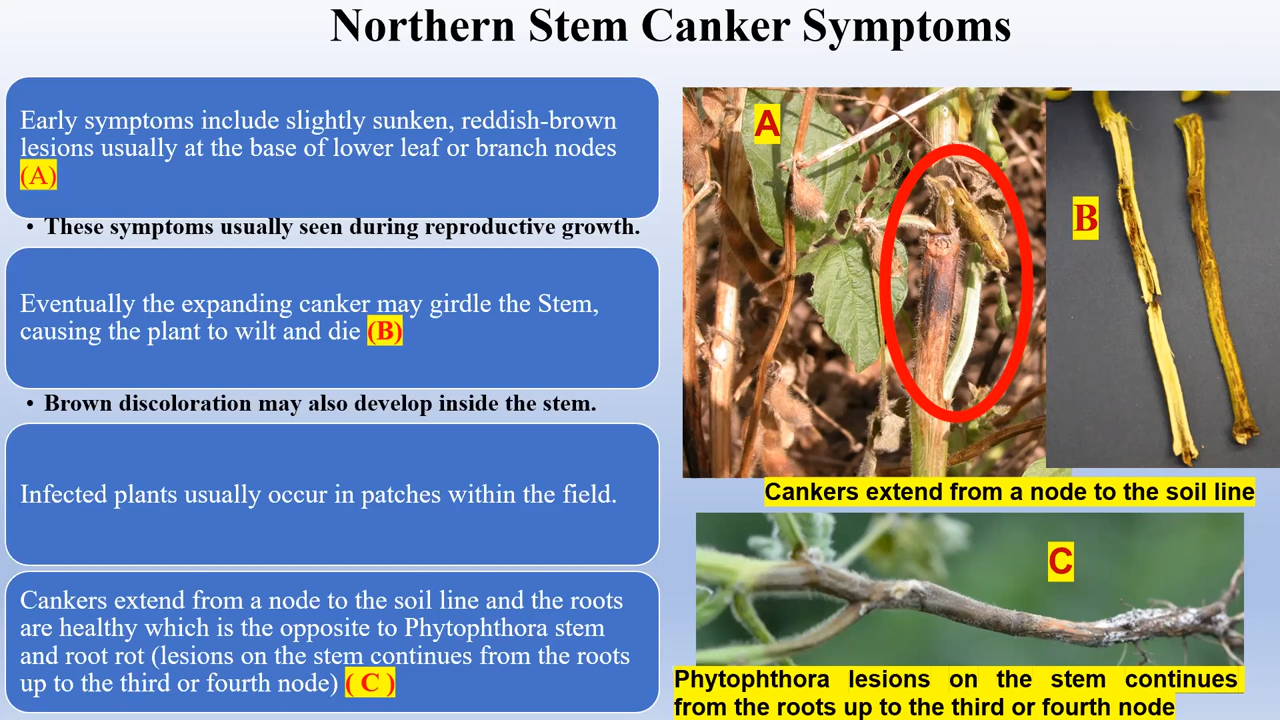 Northern Stem Canker Symptoms
Early symptoms include slightly sunken, reddish-brown
lesions usually at the base of lower leaf or branch nodes
(A)
• These symptoms usually seen during reproductive growth.
Eventually the expanding canker may girdle the Stem,
causing the plant to wilt and die (B)
• Brown discoloration may also develop inside the stem.
Infected plants usually occur in patches within the field.
Cankers extend from a node to the soil line and the roots
are healthy which is the opposite to Phytophthora stem
and root rot (lesions on the stem continues from the roots
up to the third or fourth node) ( C )
A
B
Cankers extend from a node to the soil line
C
Phytophthora lesions on the stem continues
from the roots up to the third or fourth node